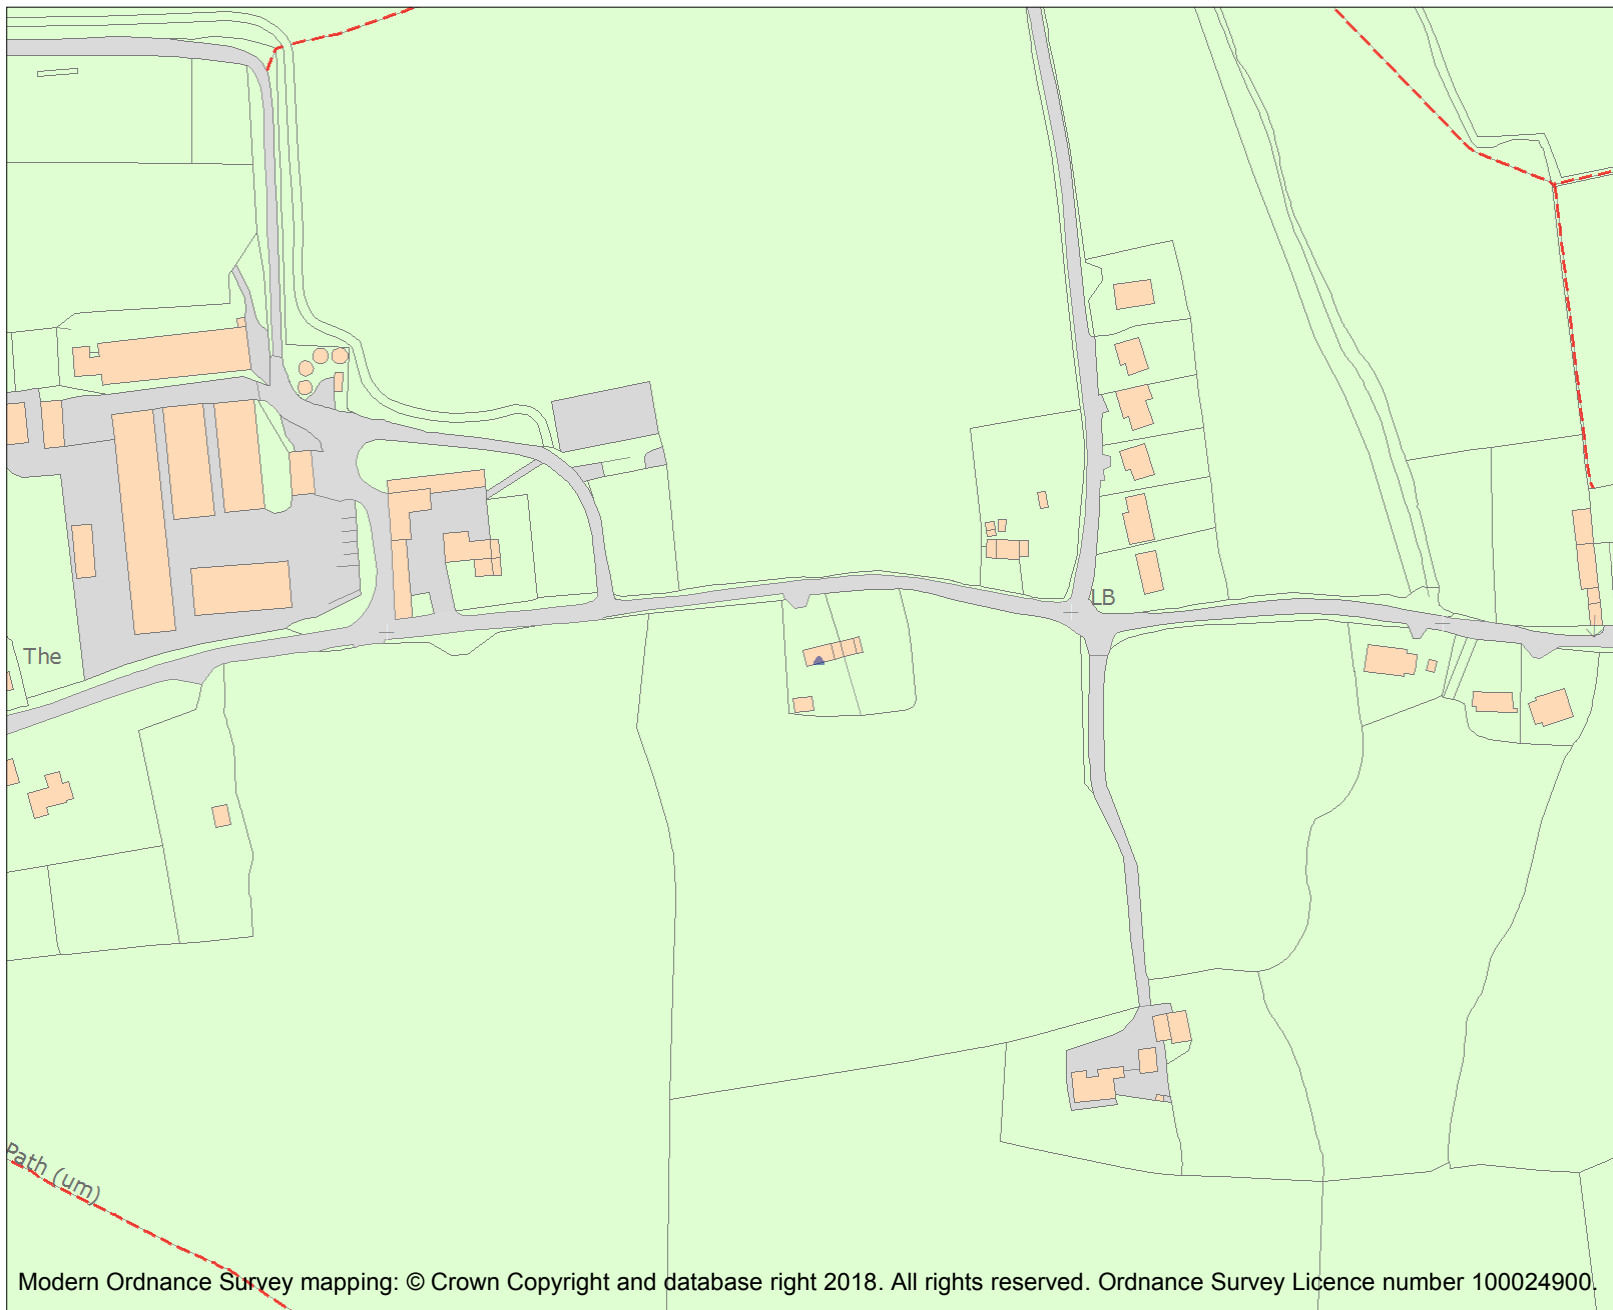 LB
The
Path (um)
Modern Ordnance Survey mapping: © Crown Copyright and database right 2018. All rights reserved. Ordnance Survey Licence number 100024900.